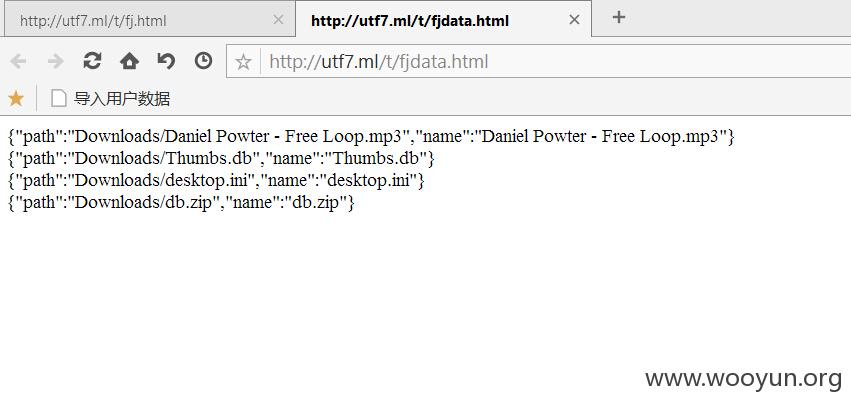 http://utf7.ml/t/fj.html
http://utf7.ml/t/fjdata.html
http://utf7.ml/t/fjdata.html
导入用户数据
{"path":"Downloads/Daniel Powter - Free Loop.mp3","name":"Daniel Powter - Free Loop.mp3"}
{"path":"Downloads/Thumbs.db","name":"Thumbs.db"}
{"path":"Downloads/desktop.ini","name":"desktop.ini"}
{"path":"Downloads/db.zip","name":"db.zip"}
www.wooyun.org